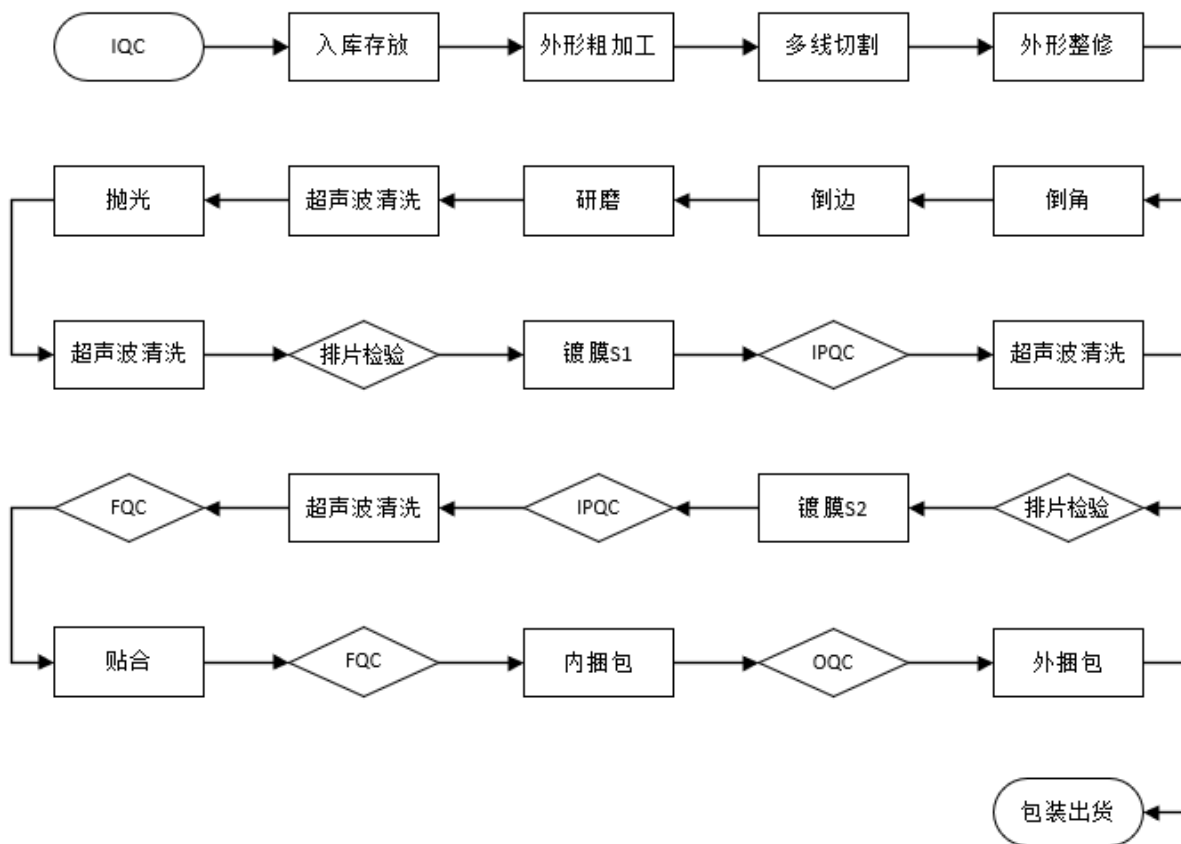 IQC
入库存放
外形粗加工
多线切割
外形整修
抛光
超声波清洗
研磨
倒边
倒角
超声波清洗
排片检验
镀膜S1
IPQC
超声波清洗
FQC
超声波清洗
IPQC
镀膜S2
排片检验
贴合
FQC
内捆包
OQC
外捆包
包装出货